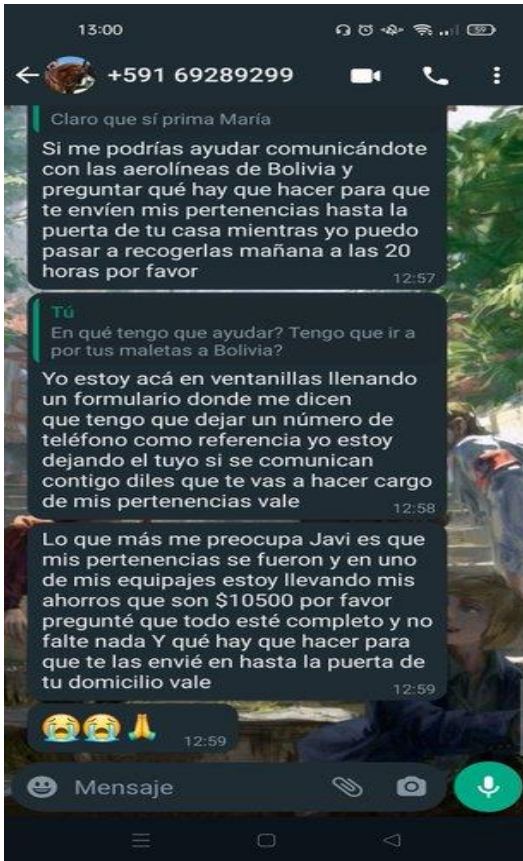 13:00
59
+591 69289299
Claro que sí prima María
Si me podrías ayudar comunicándote
con las aerolíneas de Bolivia y
preguntar qué hay que hacer para que
te envíen mis pertenencias hasta la
puerta de tu casa mientras yo puedo
pasar a recogerlas mañana a las 20
horas por favor
12:57
Tú
En qué tengo que ayudar? Tengo que ir a
por tus maletas a Bolivia?
Yo estoy acá en ventanillas llenando
un formulario donde me dicen
que tengo que dejar un número de
teléfono como referencia yo estoy
dejando el tuyo si se comunican
contigo diles que te vas a hacer cargo
de mis pertenencias vale
12:58
Lo que más me preocupa Javi es que
mis pertenencias se fueron y en uno
de mis equipajes estoy llevando mis
ahorros que son $10500 por favor
pregunté que todo esté completo y no
falte nada Y qué hay que hacer para
que te las envié en hasta la puerta de
tu domicilio vale
12:59
😭😭🙏
12:59
Mensaje